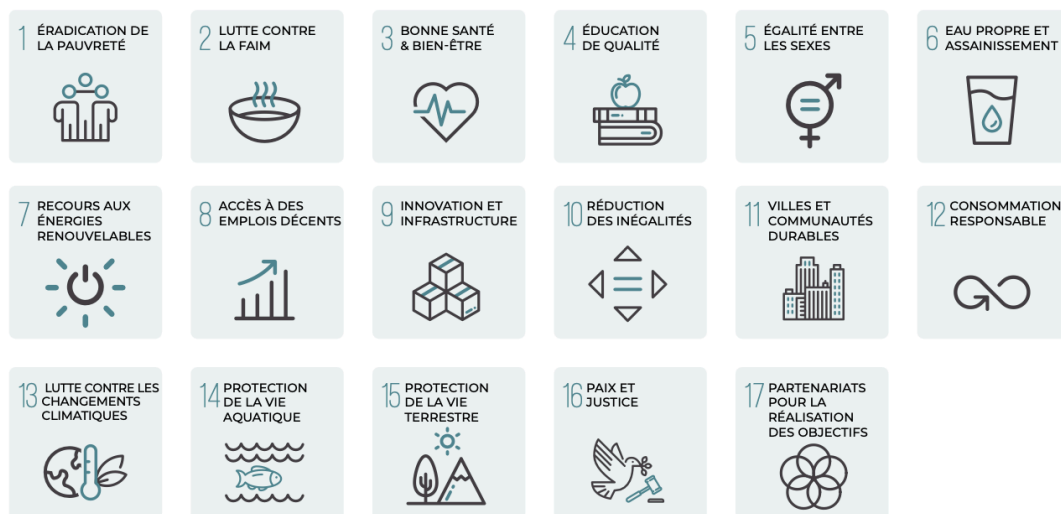 1 ÉRADICATION DE
LA PAUVRETÉ
2 LUTTE CONTRE
LA FAIM
3 BONNE SANTÉ
& BIEN-ÊTRE
4 ÉDUCATION
DE QUALITÉ
5 ÉGALITÉ ENTRE
LES SEXES
6 EAU PROPRE ET
ASSAINISSEMENT
7 RECOURS AUX
ÉNERGIES
RENOUVELABLES
8 ACCÈS À DES
EMPLOIS DÉCENTS
9 INNOVATION ET
INFRASTRUCTURE
10 RÉDUCTION
DES INÉGALITÉS
11 VILLES ET
COMMUNAUTÉS
DURABLES
12 CONSOMMATION
RESPONSABLE
13 LUTTE CONTRE LES
CHANGEMENTS
CLIMATIQUES
14 PROTECTION
DE LA VIE
AQUATIQUE
15 PROTECTION
DE LA VIE
TERRESTRE
16 PAIX ET
JUSTICE
17 PARTENARIATS
POUR LA
RÉALISATION
DES OBJECTIFS